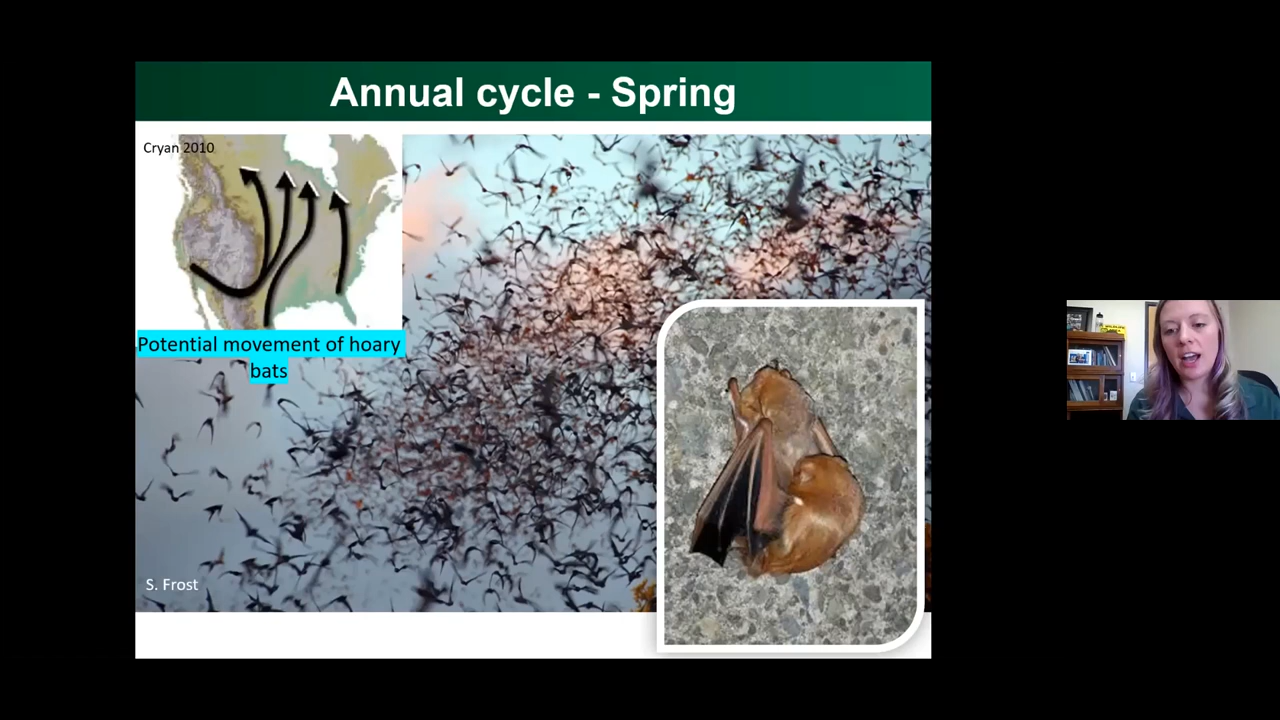 Annual cycle - Spring
Cryan 2010
Potential movement of hoary
bats
S. Frost